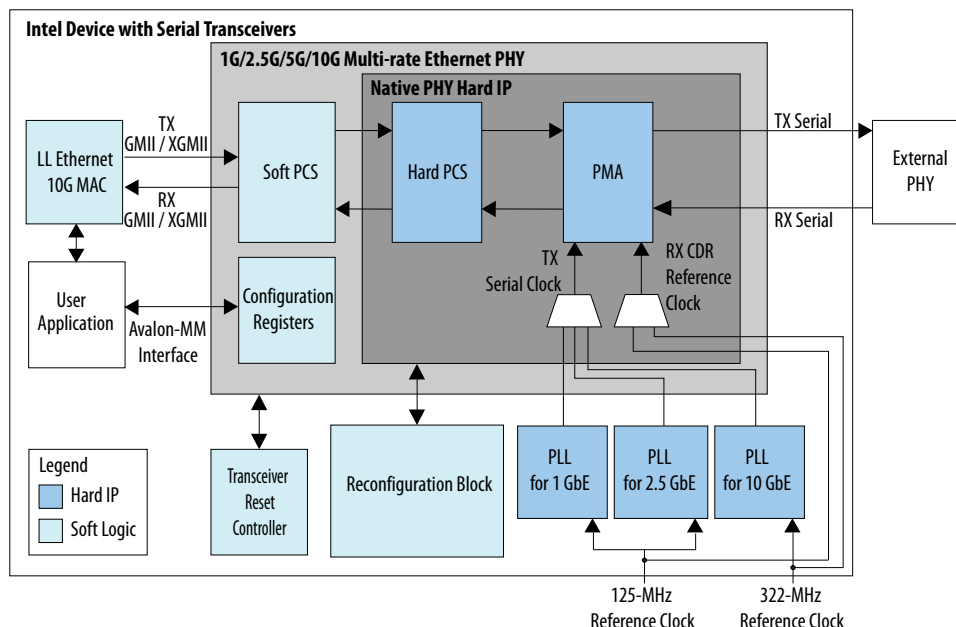 Intel Device with Serial Transceivers
1G/2.5G/5G/10G Multi-rate Ethernet PHY
Native PHY Hard IP
LL Ethernet
10G MAC
TX
GMII / XGMII
RX
GMII / XGMII
Soft PCS
Hard PCS
PMA
TX Serial
RX Serial
External
PHY
User
Application
Avalon-MM
Interface
Configuration
Registers
TX
Serial Clock
RX CDR
Reference
Clock
Legend
Hard IP
Soft Logic
Transceiver
Reset
Controller
Reconfiguration Block
PLL
for 1 GbE
PLL
for 2.5 GbE
PLL
for 10 GbE
125-MHz
Reference Clock
322-MHz
Reference Clock